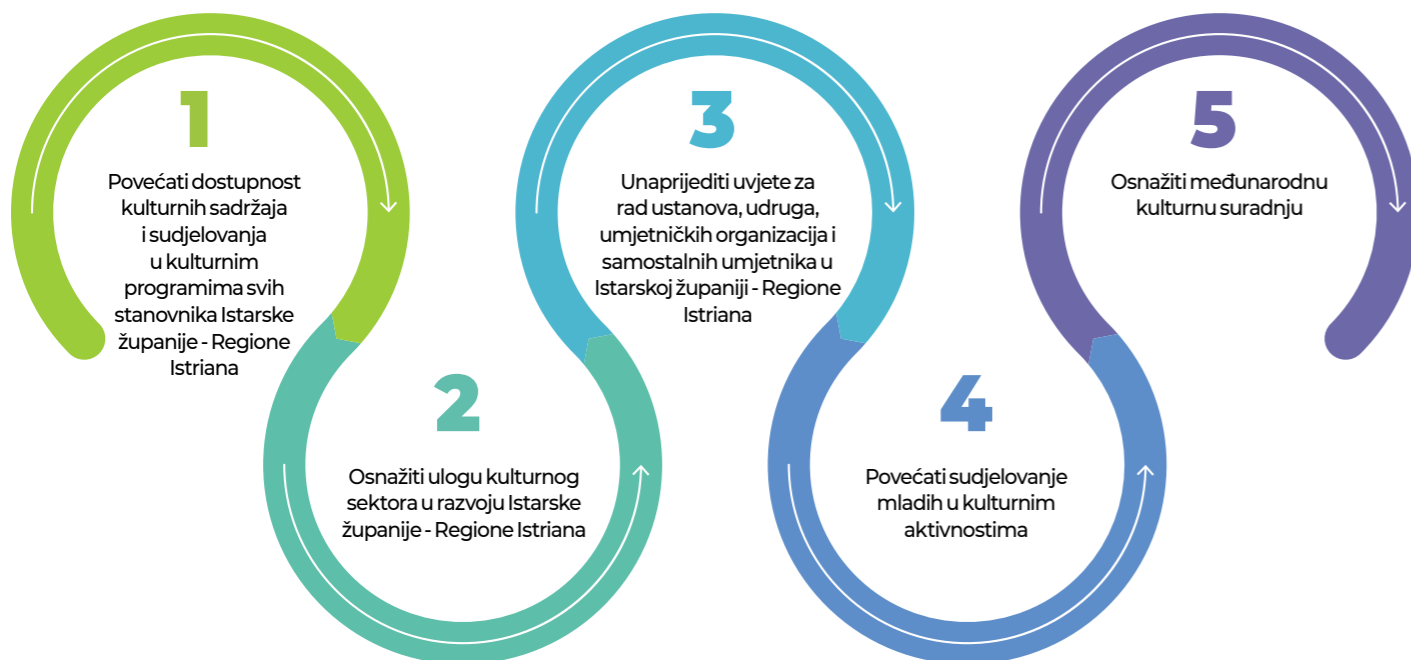 1
Povećati dostupnost
kulturnih sadržaja
i sudjelovanja
u kulturnim
programima svih
stanovnika Istarske
županije - Regione
Istriana
2
Osnažiti ulogu kulturnog
sektora u razvoju Istarske
županije - Regione Istriana
3
Unaprijediti uvjete za
rad ustanova, udruga,
umjetničkih organizacija i
samostalnih umjetnika u
Istarskoj županiji - Regione
Istriana
4
Povećati sudjelovanje
mladih u kulturnim
aktivnostima
5
Osnažiti međunarodnu
kulturnu suradnju